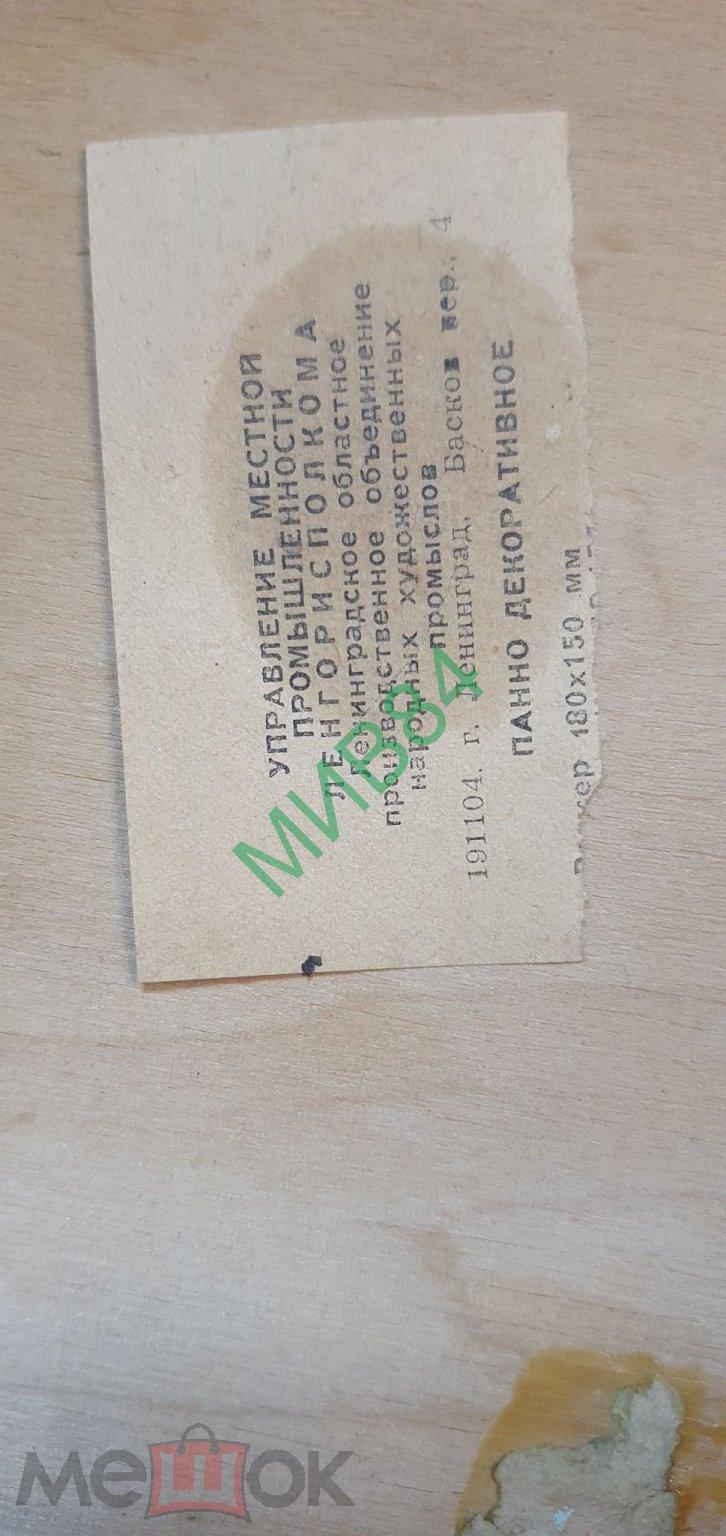 УПРАВЛЕНИЕ МЕСТНОЙ
ПРОМЫШЛЕННОСТИ
ЛЕНГОРИСПОЛКОМА
Ленинградское областное
производственное объединение
народных художественных
промыслов
191104. г. Ленинград, Басков пер., 4
ПАННО ДЕКОРАТИВНОЕ
Размер 180х150 мм
МИВ84
мешок